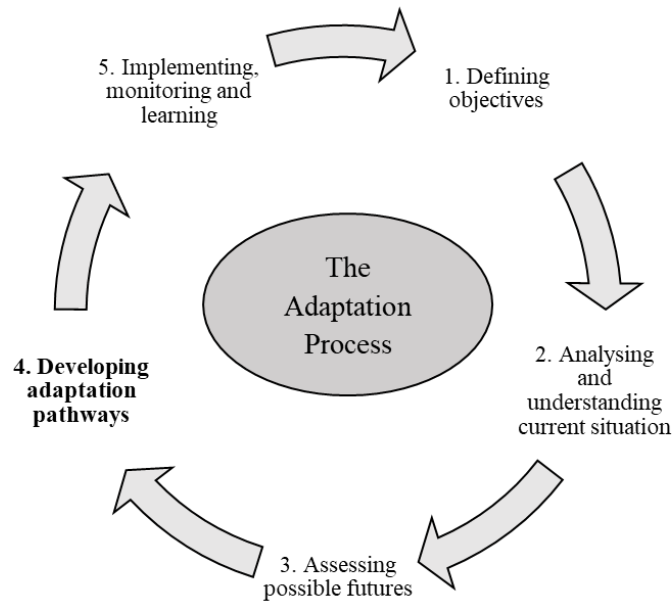 The
Adaptation
Process
1. Defining
objectives
2. Analysing
and
understanding
current situation
3. Assessing
possible futures
4. Developing
adaptation
pathways
5. Implementing,
monitoring and
learning